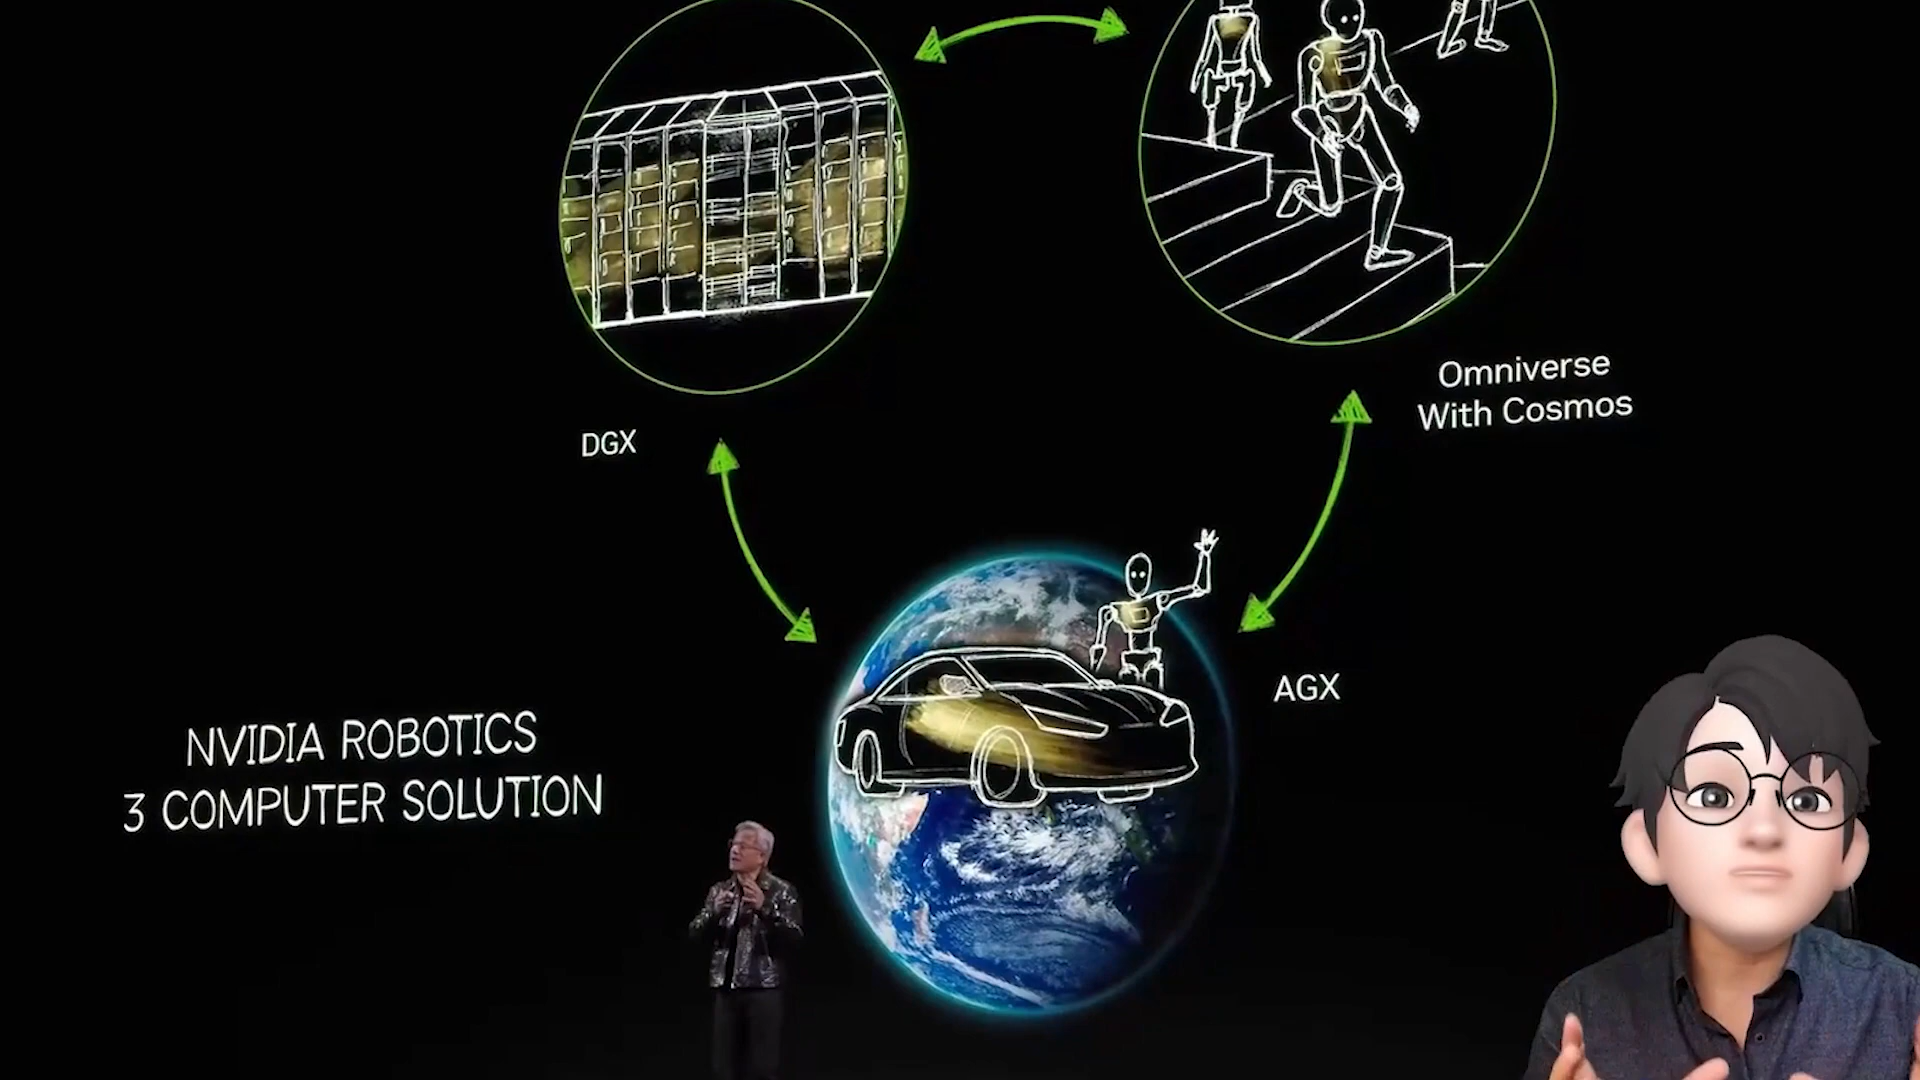 DGX
Omniverse
With Cosmos
AGX
NVIDIA ROBOTICS
3 COMPUTER SOLUTION